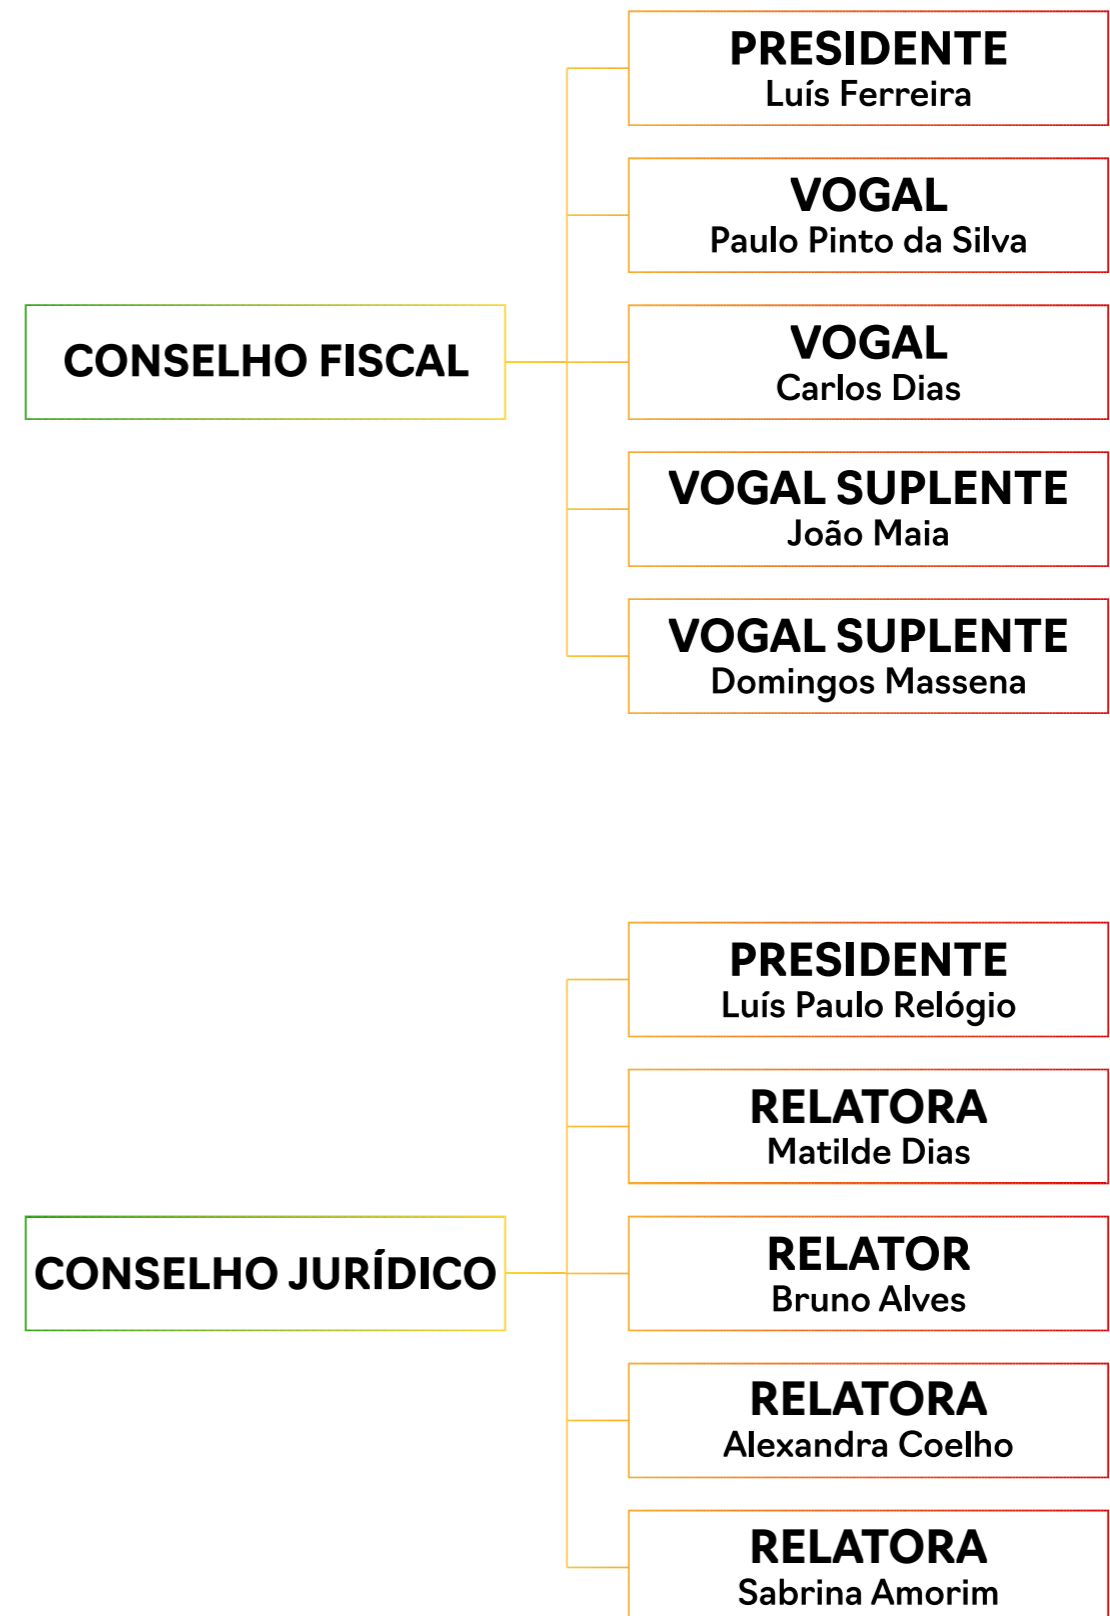 PRESIDENTE
Luís Ferreira
VOGAL
Paulo Pinto da Silva
CONSELHO FISCAL
VOGAL
Carlos Dias
VOGAL SUPLENTE
João Maia
VOGAL SUPLENTE
Domingos Massena
PRESIDENTE
Luís Paulo Relógio
RELATORA
Matilde Dias
CONSELHO JURÍDICO
RELATOR
Bruno Alves
RELATORA
Alexandra Coelho
RELATORA
Sabrina Amorim